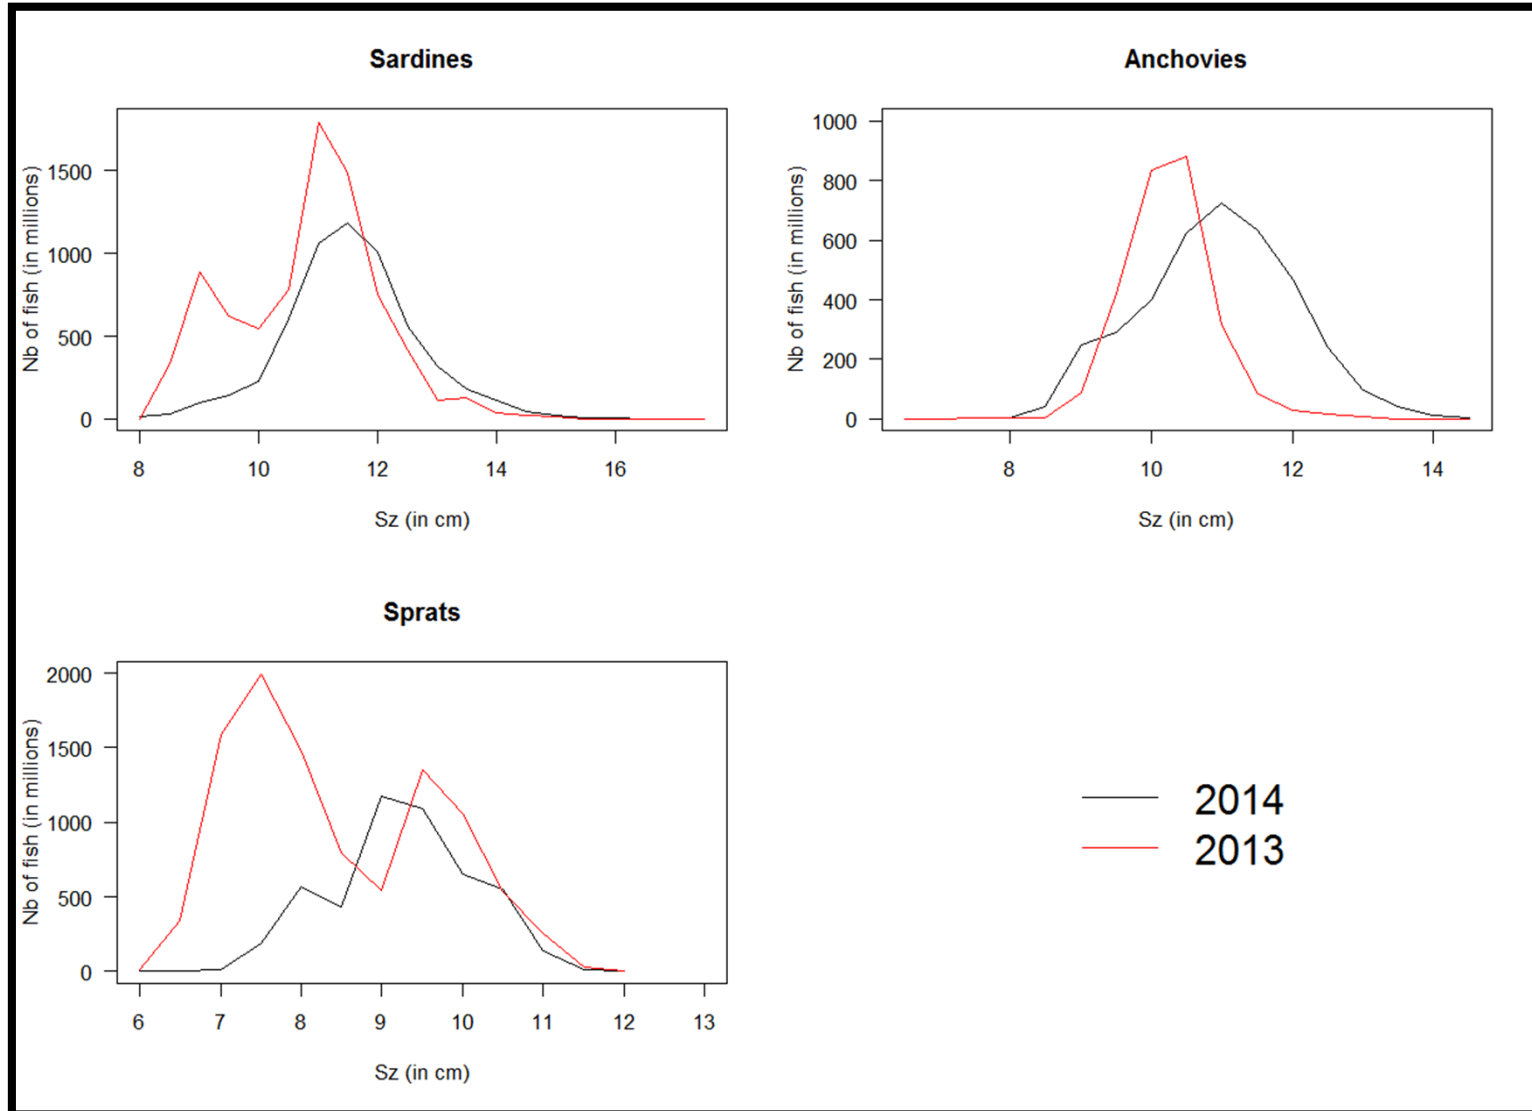 Sardines
Nb of fish (in millions)
1500
1000
500
0
8 10 12 14 16
Sz (in cm)
Anchovies
Nb of fish (in millions)
1000
800
600
400
200
0
8 10 12 14
Sz (in cm)
Sprats
Nb of fish (in millions)
2000
1500
1000
500
0
6 7 8 9 10 11 12 13
Sz (in cm)
2014
2013